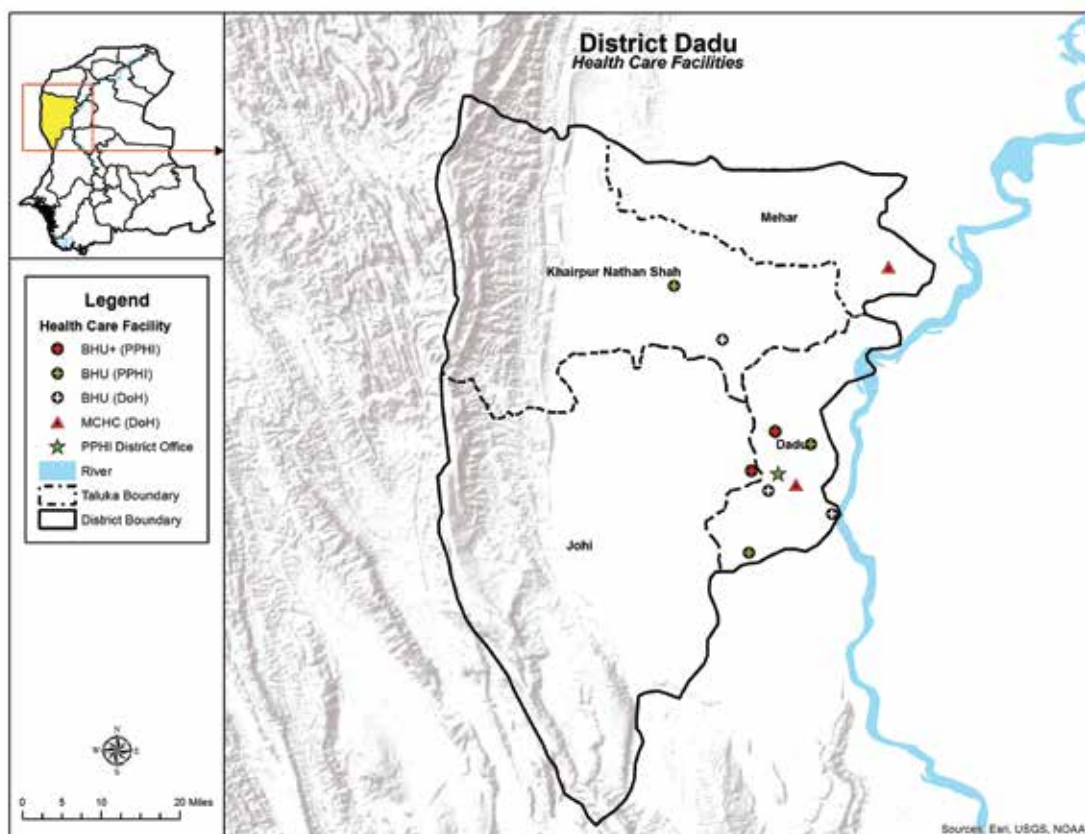 District Dadu
Health Care Facilities
Mehar
Khairpur Nathan Shah
Dadu
Johi
Legend
Health Care Facility
BHU+ (PPHI)
BHU (PPHI)
BHU (DoH)
MCHC (DoH)
PPHI District Office
River
Taluka Boundary
District Boundary
N
W E
S
0 5 10 20 Miles
Sources: Esri, USGS, NOAA